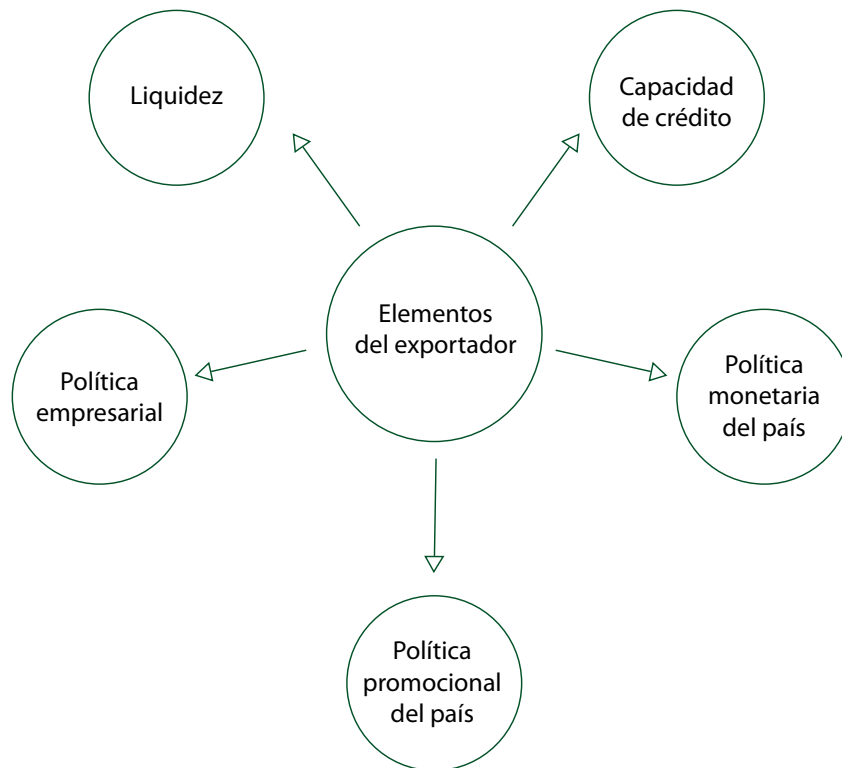 Liquidez
Capacidad
de crédito
Elementos
del exportador
Política
empresarial
Política
monetaria
del país
Política
promocional
del país